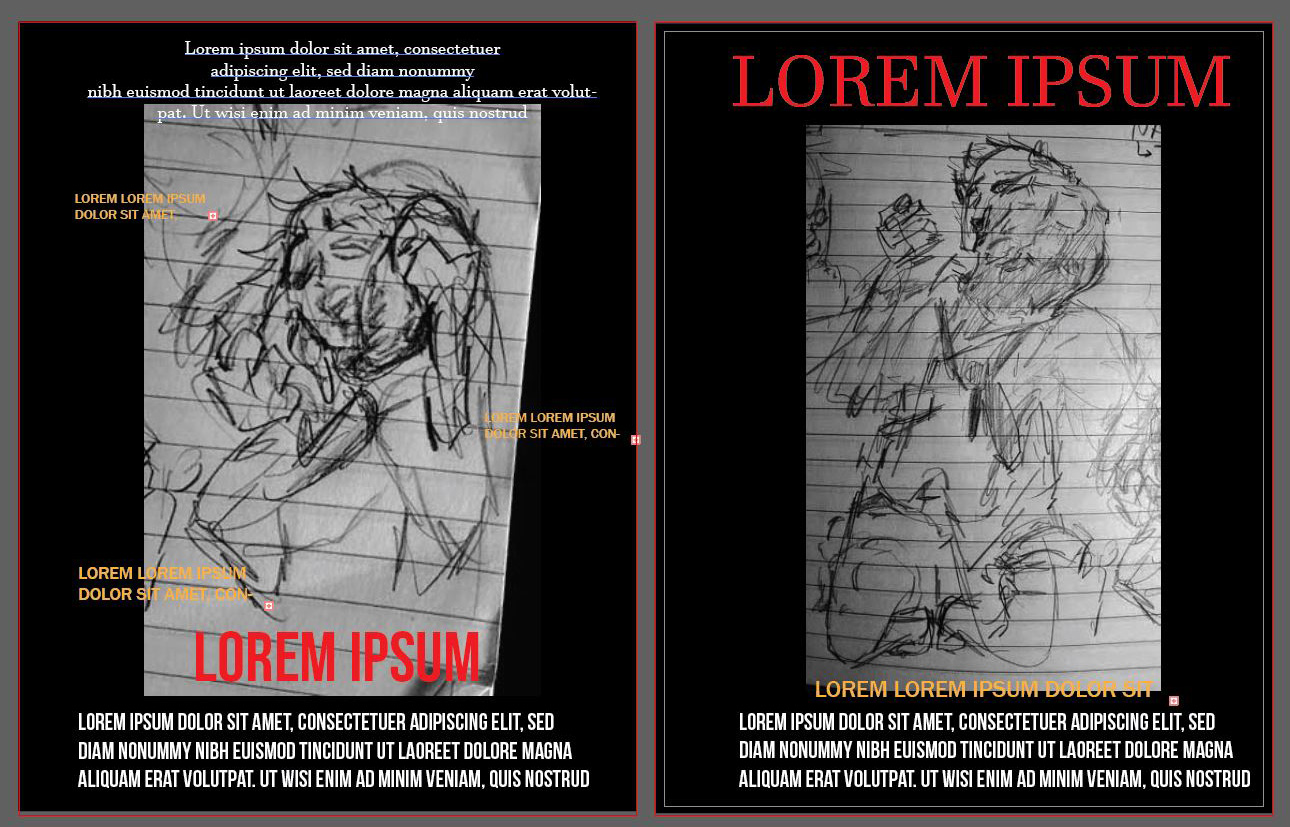 Lorem ipsum dolor sit amet, consectetuer
adipiscing elit, sed diam nonummy
nibh euismod tincidunt ut laoreet dolore magna aliquam erat volut-
pat. Ut wisi enim ad minim veniam, quis nostrud
LOREM LOREM IPSUM
DOLOR SIT AMET
LOREM LOREM IPSUM
DOLOR SIT AMET, CON-
LOREM LOREM IPSUM
DOLOR SIT AMET, CON-
LOREM IPSUM
LOREM IPSUM DOLOR SIT AMET, CONSECTETUER ADIPISCING ELIT, SED
DIAM NONUMMY NIBH EUISMOD TINCIDUNT UT LAOREET DOLORE MAGNA
ALIQUAM ERAT VOLUTPAT. UT WISI ENIM AD MINIM VENIAM, QUIS NOSTRUD
LOREM IPSUM
LOREM LOREM IPSUM DOLOR SIT
LOREM IPSUM DOLOR SIT AMET, CONSECTETUER ADIPISCING ELIT, SED
DIAM NONUMMY NIBH EUISMOD TINCIDUNT UT LAOREET DOLORE MAGNA
ALIQUAM ERAT VOLUTPAT. UT WISI ENIM AD MINIM VENIAM, QUIS NOSTRUD